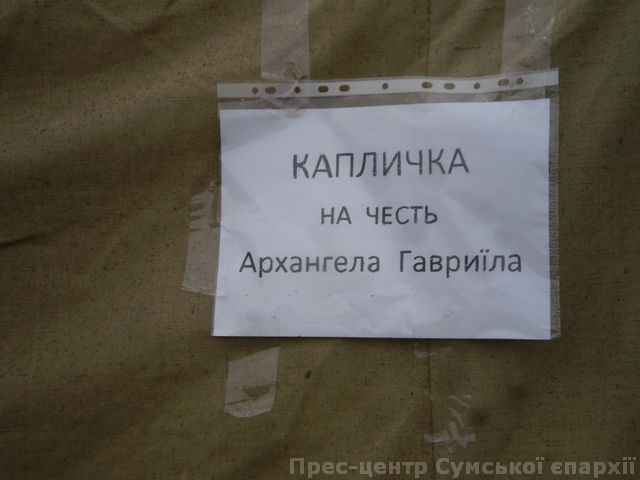 КАПЛИЧКА
НА ЧЕСТЬ
Архангела Гавриїла
Прес-центр Сумської єпархії